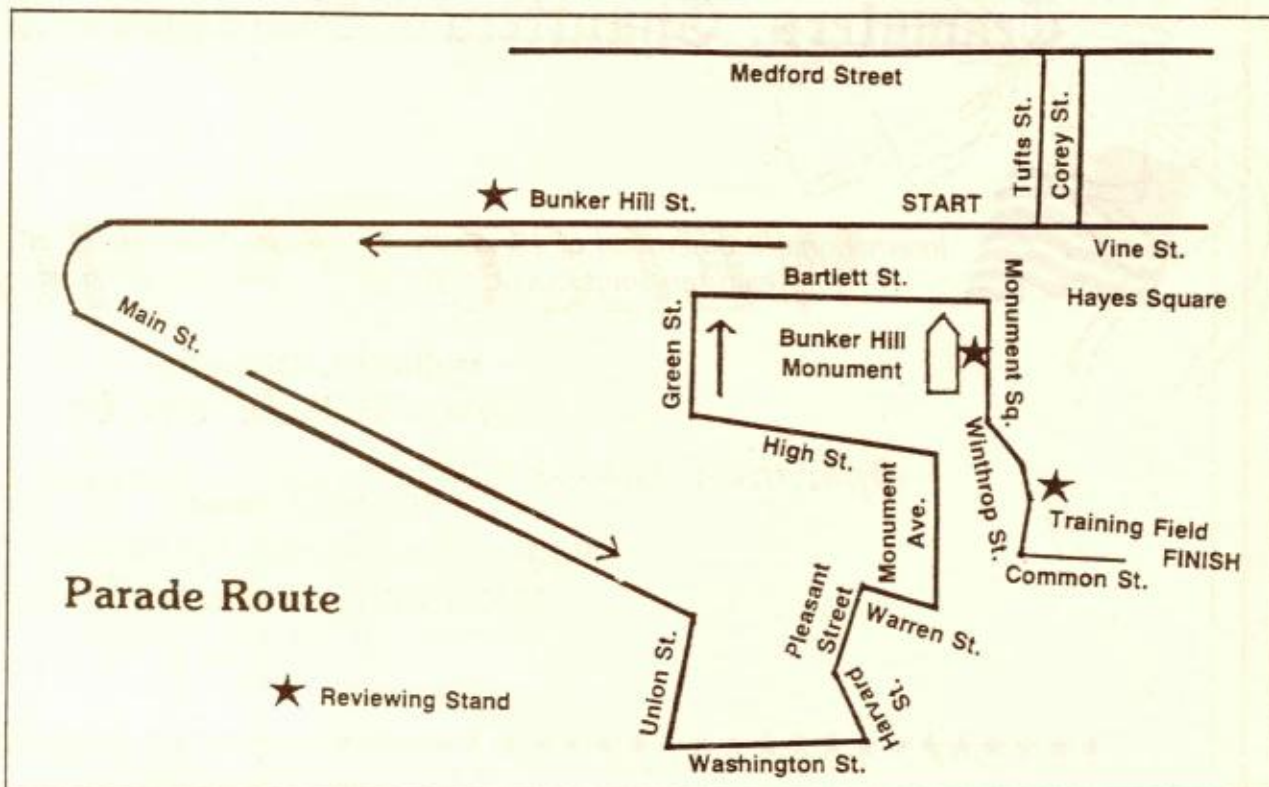 Medford Street
Tufts St.
Corey St.
Bunker Hill St.
START
Vine St.
Hayes Square
Bartlett St.
Monument Sq.
Green St.
Bunker Hill
Monument
Main St.
High St.
Winthrop St.
Monument
Ave.
Training Field
FINISH
Common St.
Parade Route
Pleasant
Street
Warren St.
Union St.
Harvard
St.
Reviewing Stand
Washington St.